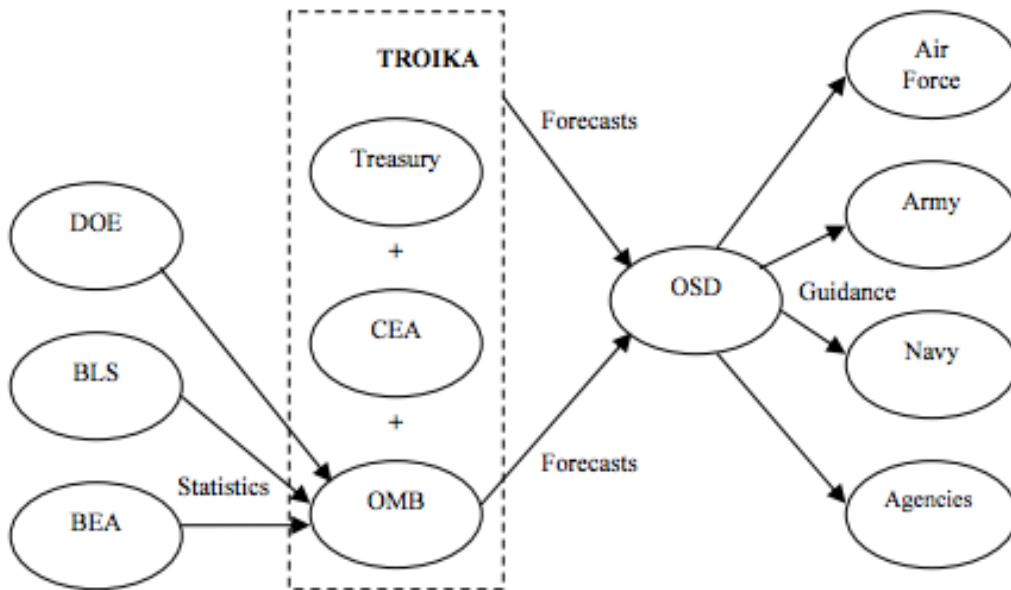 TROIKA
Air
Force
Forecasts
Treasury
DOE
Army
+
OSD
Guidance
CEA
BLS
Navy
+
Forecasts
Statistics
OMB
BEA
Agencies